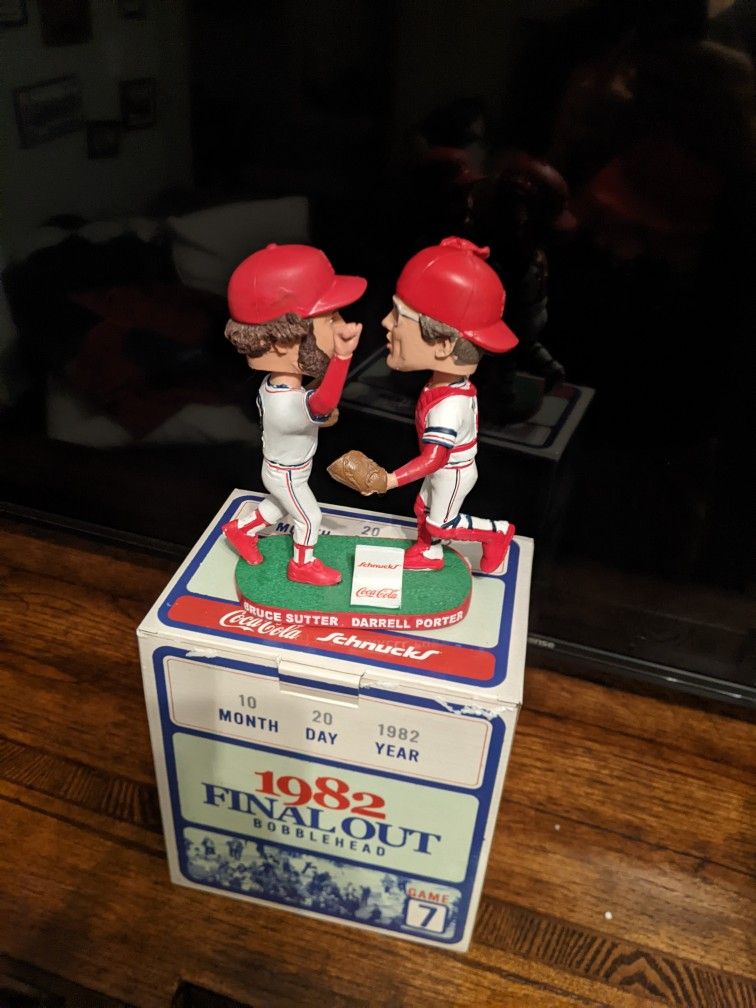 20
Schnucks
Coca-Cola
BRUCE SUTTER DARRELL PORTER
Coca-Cola Schnucks
10 20 1982
MONTH DAY YEAR
1982
FINAL OUT
BOBBLEHEAD
GAME
7